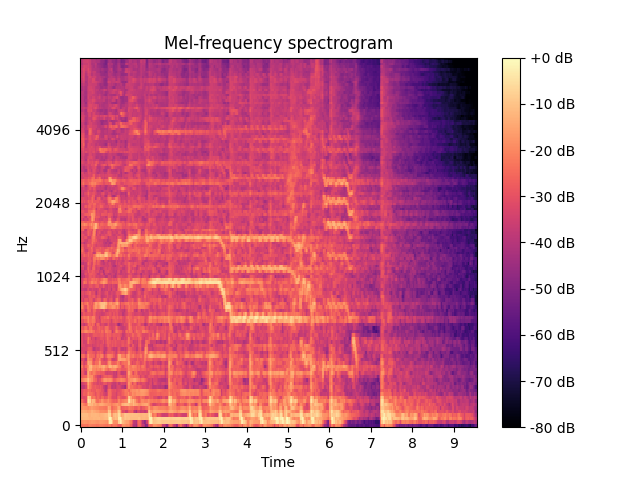 Mel-frequency spectrogram
Hz
4096
2048
1024
512
0
0 1 2 3 4 5 6 7 8 9
Time
+0 dB
-10 dB
-20 dB
-30 dB
-40 dB
-50 dB
-60 dB
-70 dB
-80 dB